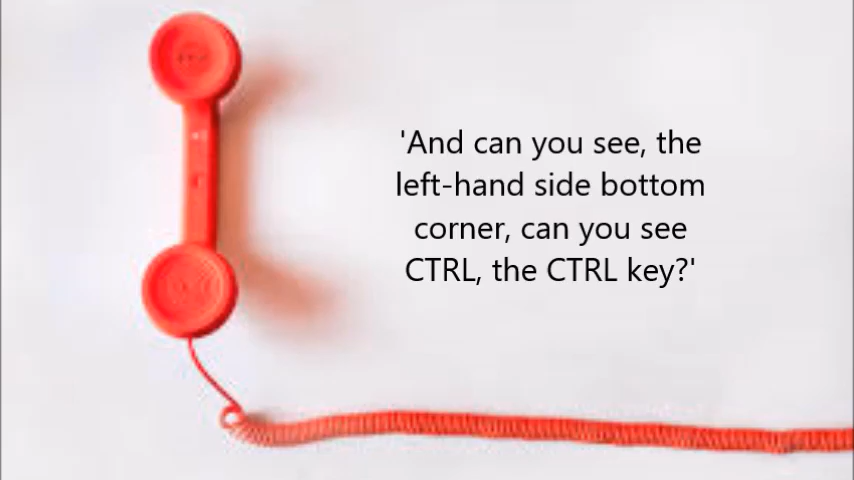 'And can you see, the
left-hand side bottom
corner, can you see
CTRL, the CTRL key?'